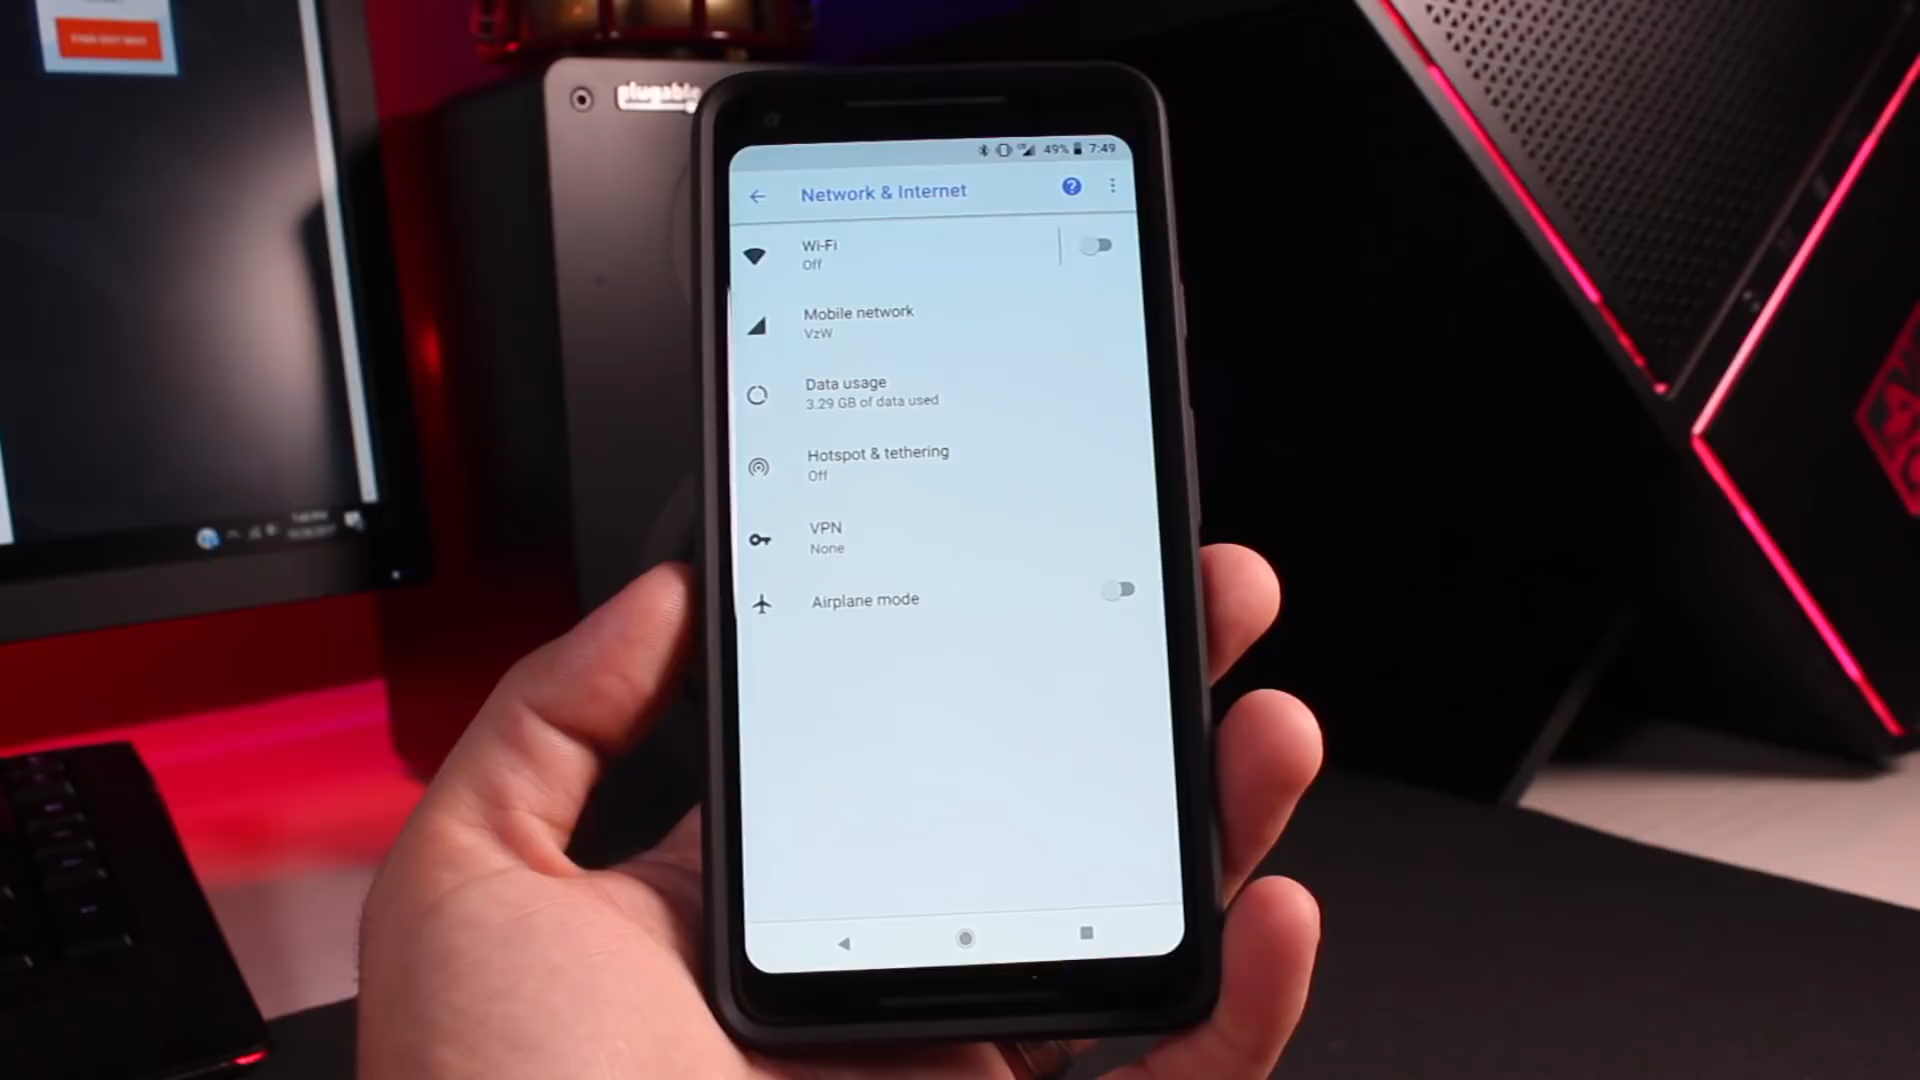 plugable
49% 7:49
Network & Internet
Wi-Fi
Off
Mobile network
VzW
Data usage
3.29 GB of data used
Hotspot & tethering
Off
VPN
None
Airplane mode